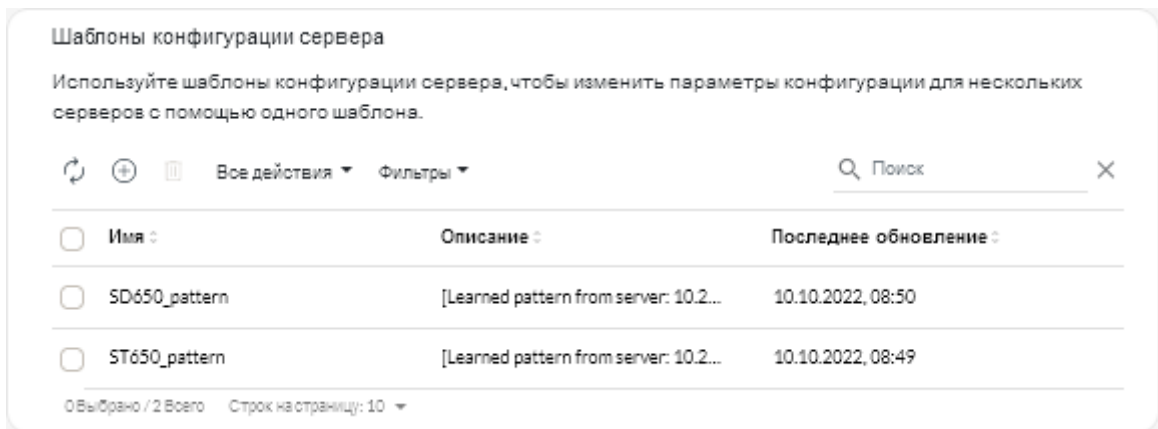 Шаблоны конфигурации сервера
Используйте шаблоны конфигурации сервера, чтобы изменить параметры конфигурации для нескольких
серверов с помощью одного шаблона.
Все действия Фильтры Поиск
Имя Описание Последнее обновление
SD650_pattern [Learned pattern from server: 10.2... 10.10.2022, 08:50
ST650_pattern [Learned pattern from server: 10.2... 10.10.2022, 08:49
0 Выбрано / 2 Всего Строк на страницу: 10